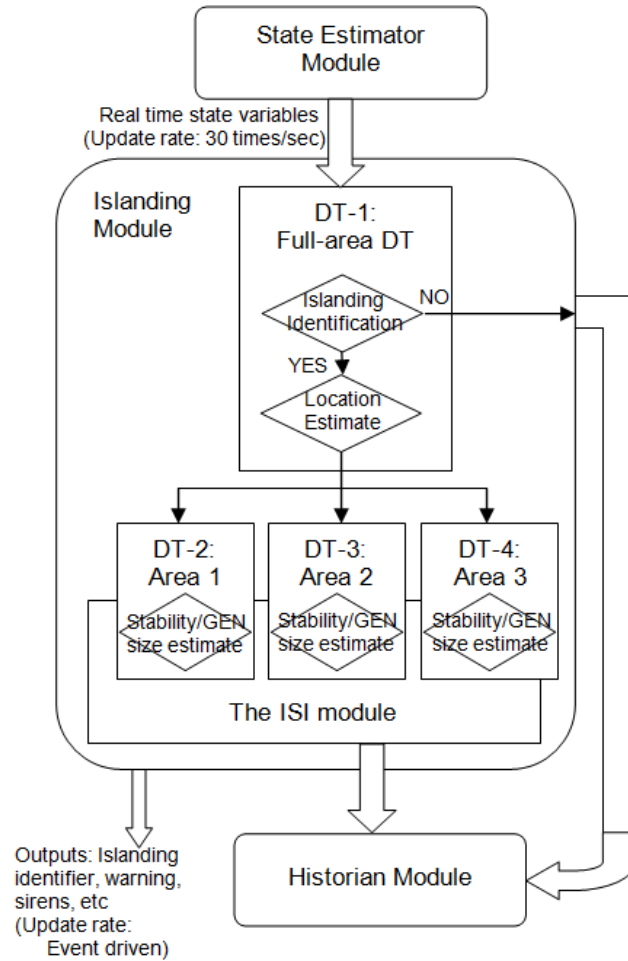 State Estimator
Module
Real time state variables
(Update rate: 30 times/sec)
Islanding
Module
DT-1:
Full-area DT
Islanding
Identification
NO
YES
Location
Estimate
DT-2:
Area 1
Stability/GEN
size estimate
DT-3:
Area 2
Stability/GEN
size estimate
DT-4:
Area 3
Stability/GEN
size estimate
The ISI module
Outputs: Islanding
identifier, warning,
sirens, etc
(Update rate:
Event driven)
Historian Module